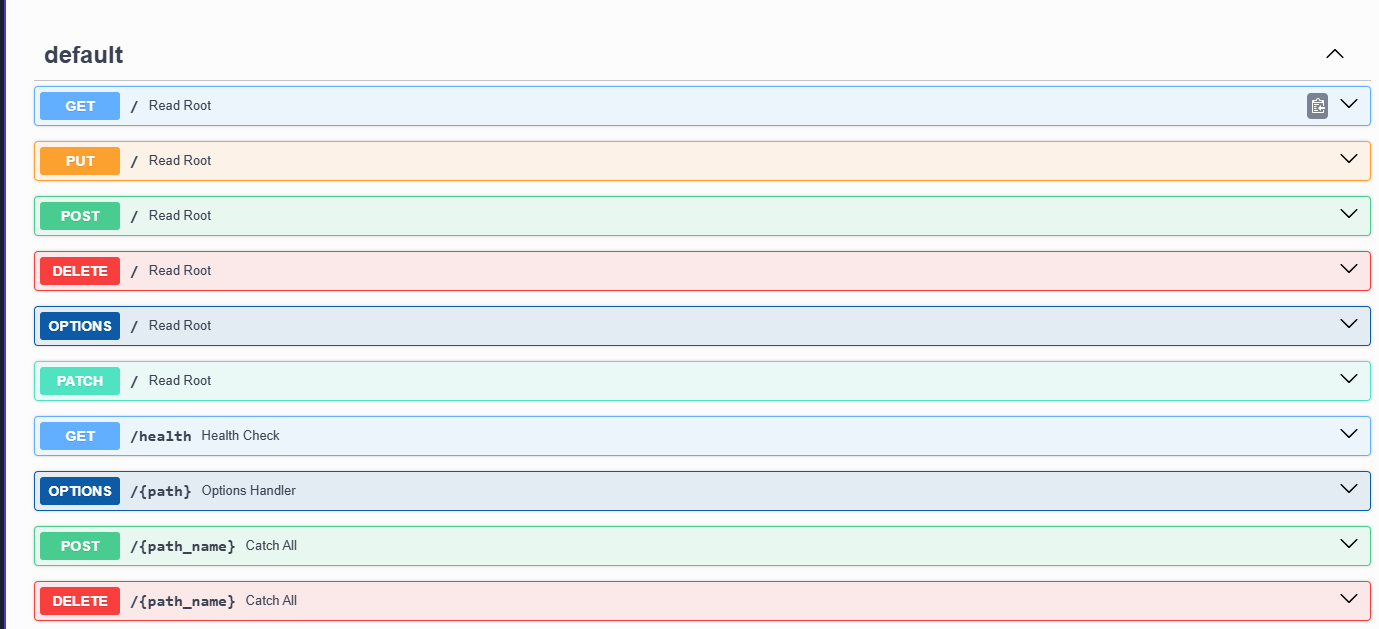 default
GET / Read Root
PUT / Read Root
POST / Read Root
DELETE / Read Root
OPTIONS / Read Root
PATCH / Read Root
GET /health Health Check
OPTIONS /{path} Options Handler
POST /{path_name} Catch All
DELETE /{path_name} Catch All